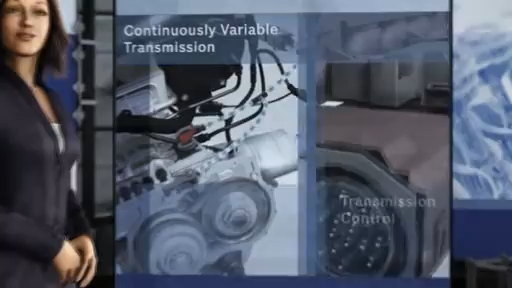 Continuously Variable
Transmission
Transmission
Control